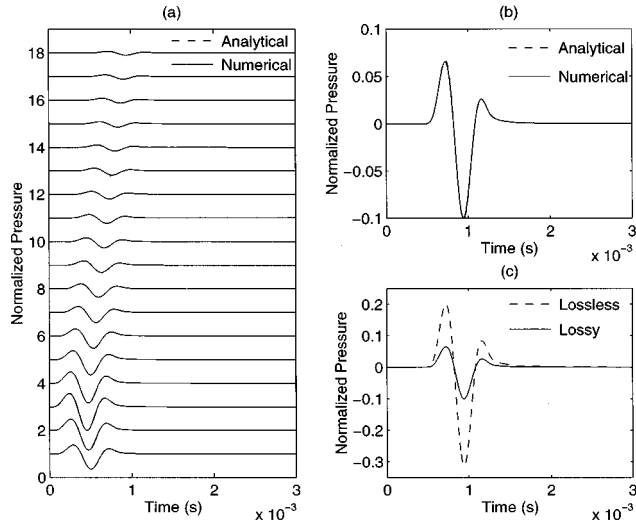 (a)
Normalized Pressure
18
16
14
12
10
8
6
4
2
0
Analytical
Numerical
0
1
2
3
Time (s)
x 10⁻³
(b)
Normalized Pressure
0.1
0.05
0
−0.05
−0.1
Analytical
Numerical
0
1
2
3
Time (s)
x 10⁻³
(c)
Normalized Pressure
0.2
0.1
0
−0.1
−0.2
−0.3
Lossless
Lossy
0
1
2
3
Time (s)
x 10⁻³